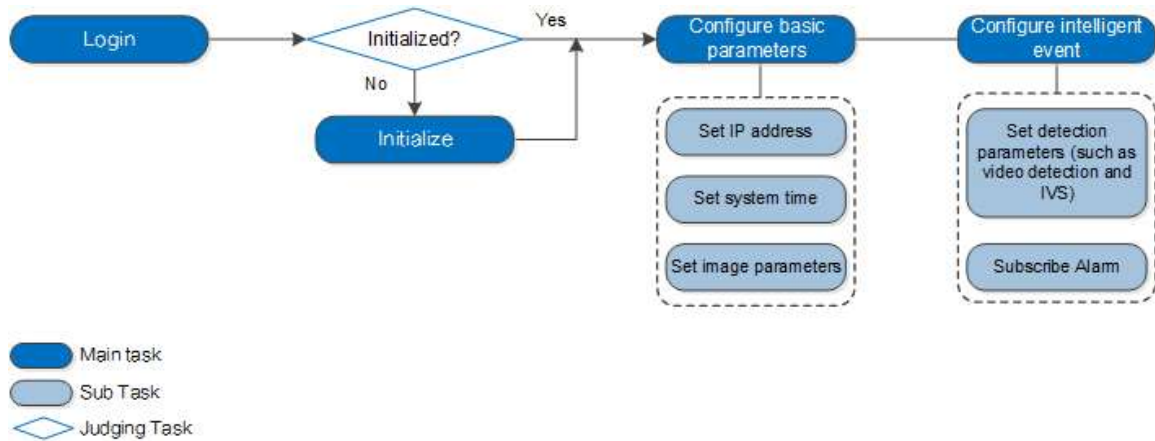 Login
Initialized?
Yes
No
Initialize
Configure basic
parameters
Set IP address
Set system time
Set image parameters
Configure intelligent
event
Set detection
parameters (such as
video detection and
IVS)
Subscribe Alarm
Main task
Sub Task
Judging Task